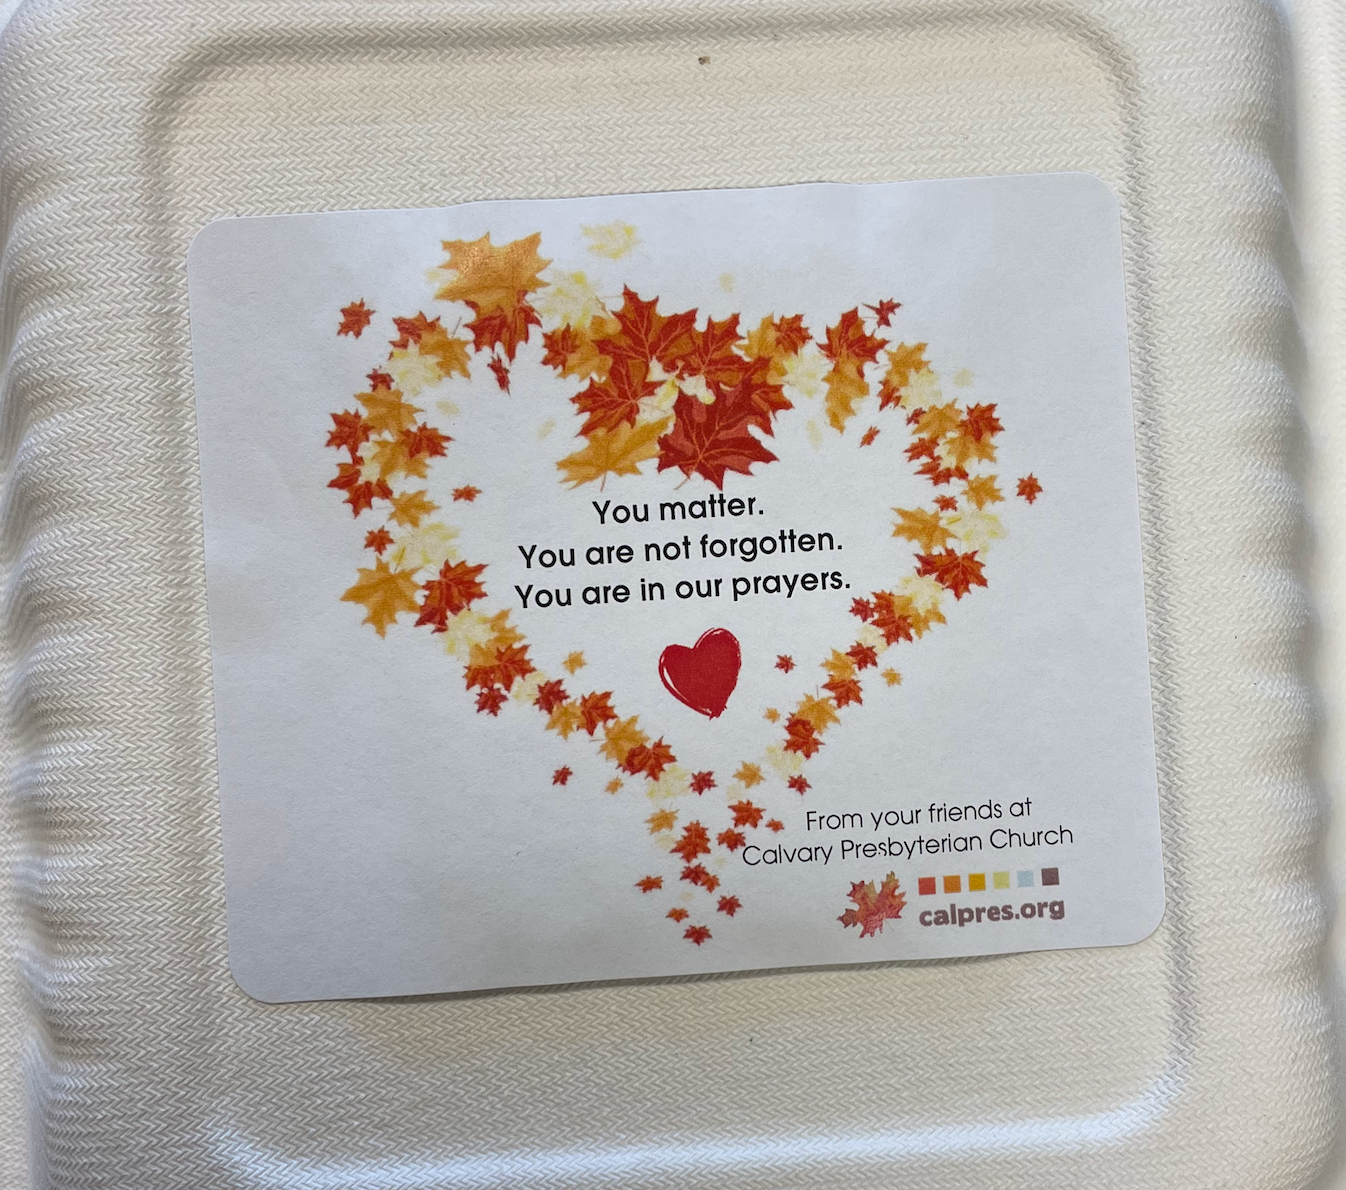 You matter.
You are not forgotten.
You are in our prayers.
From your friends at
Calvary Presbyterian Church
calpres.org